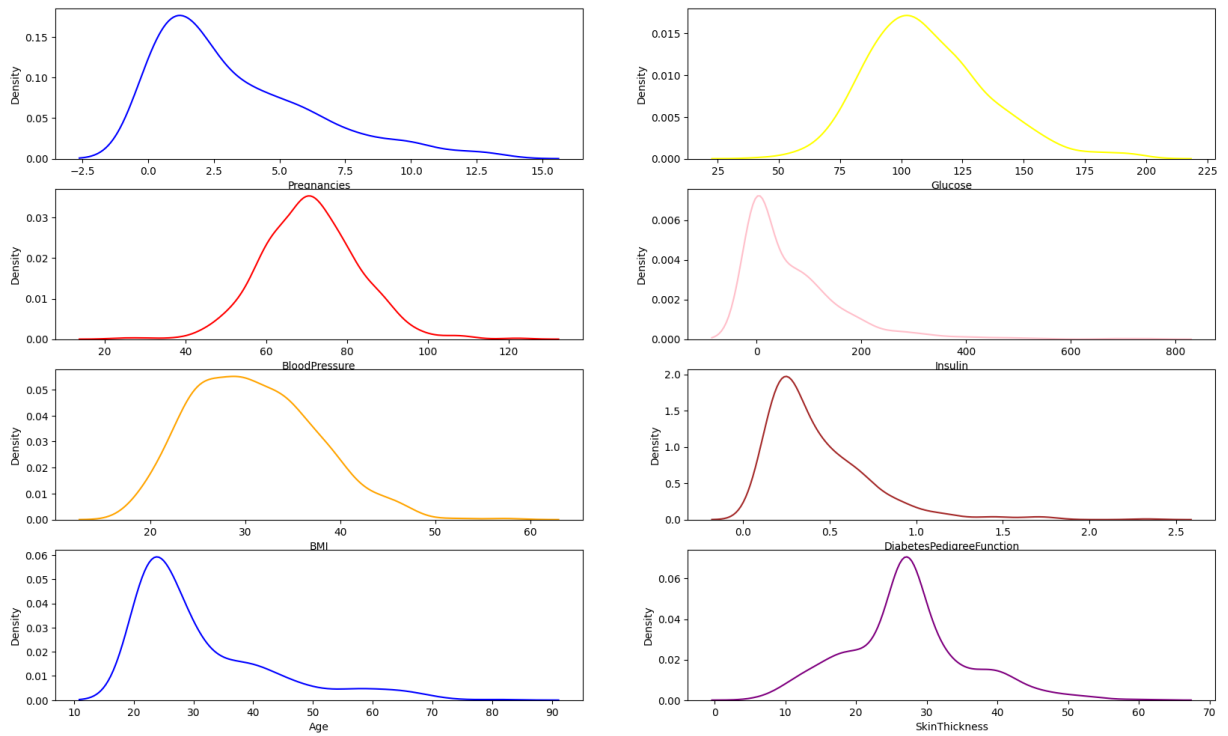 Density
0.15
0.10
0.05
0.00
−2.5 0.0 2.5 5.0 7.5 10.0 12.5 15.0
Pregnancies
Density
0.015
0.010
0.005
0.000
25 50 75 100 125 150 175 200 225
Glucose
Density
0.03
0.02
0.01
0.00
20 40 60 80 100 120
BloodPressure
Density
0.006
0.004
0.002
0.000
0 200 400 600 800
Insulin
Density
0.05
0.04
0.03
0.02
0.01
0.00
20 30 40 50 60
BMI
Density
2.0
1.5
1.0
0.5
0.0
0.0 0.5 1.0 1.5 2.0 2.5
DiabetesPedigreeFunction
Density
0.06
0.05
0.04
0.03
0.02
0.01
0.00
10 20 30 40 50 60 70 80 90
Age
Density
0.06
0.04
0.02
0.00
0 10 20 30 40 50 60 70
SkinThickness